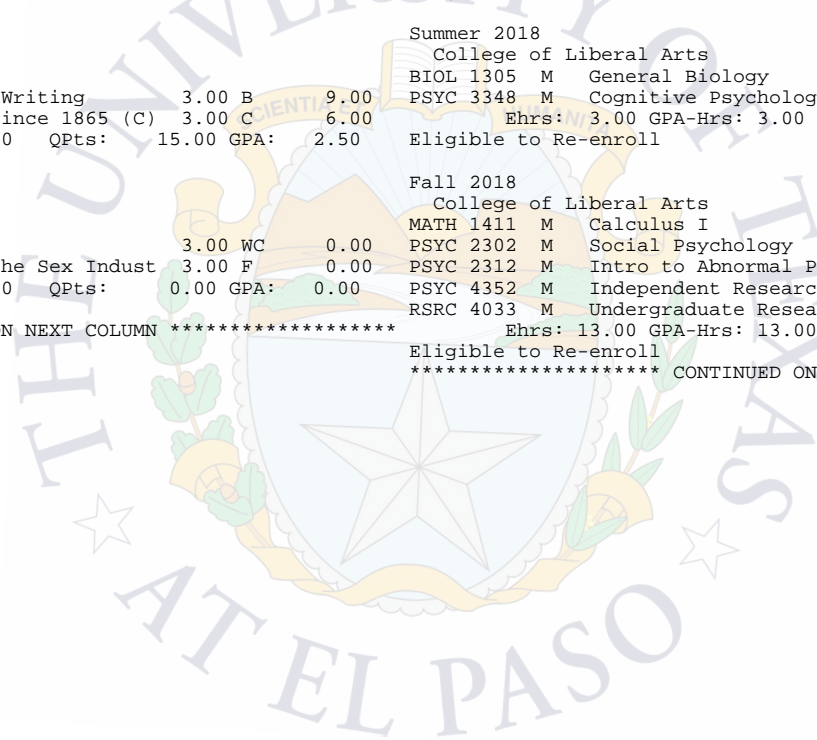 Writing 3.00 B 9.00
ince 1865 (C) 3.00 C 6.00
0 QPts: 15.00 GPA: 2.50
3.00 WC 0.00
he Sex Indust 3.00 F 0.00
0 QPts: 0.00 GPA: 0.00
ON NEXT COLUMN *******************
Summer 2018
College of Liberal Arts
BIOL 1305 M General Biology
PSYC 3348 M Cognitive Psycholog
Ehrs: 3.00 GPA-Hrs: 3.00
Eligible to Re-enroll
Fall 2018
College of Liberal Arts
MATH 1411 M Calculus I
PSYC 2302 M Social Psychology
PSYC 2312 M Intro to Abnormal P
PSYC 4352 M Independent Researc
RSRC 4033 M Undergraduate Resea
Ehrs: 13.00 GPA-Hrs: 13.00
Eligible to Re-enroll
********************* CONTINUED ON
THE UNIVERSITY OF TEXAS
AT EL PASO
SCIENTIA ET HUMANITA